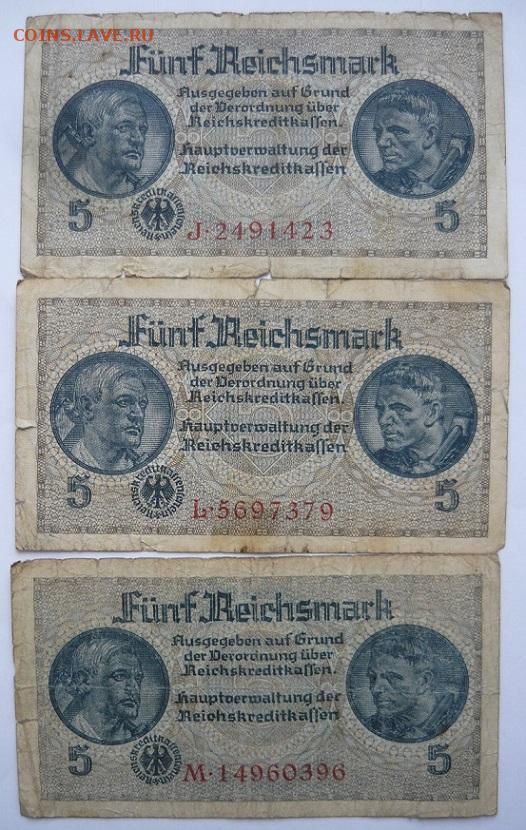 COINS.LAVE.RU
Fünf Reichsmark
Ausgegeben auf Grund
der Verordnung über
Reichskreditkassen.
Hauptverwaltung der
Reichskreditkassen
5 5
J·2491423
Fünf Reichsmark
Ausgegeben auf Grund
der Verordnung über
Reichskreditkassen.
Hauptverwaltung der
Reichskreditkassen
5 5
L·5697379
Fünf Reichsmark
Ausgegeben auf Grund
der Verordnung über
Reichskreditkassen.
Hauptverwaltung der
Reichskreditkassen
5 5
M·14960396